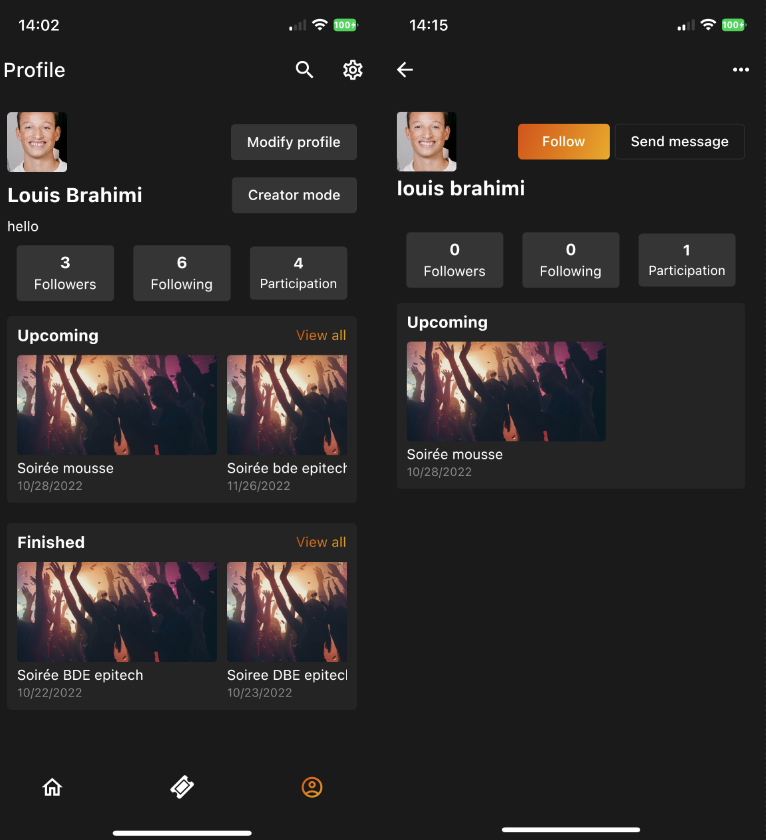 14:02
100+
Profile
Modify profile
Louis Brahimi
Creator mode
hello
3
Followers
6
Following
4
Participation
Upcoming
View all
Soirée mousse
10/28/2022
Soirée bde epitech
11/26/2022
Finished
View all
Soirée BDE epitech
10/22/2022
Soiree DBE epitecl
10/23/2022
14:15
100+
Follow
Send message
louis brahimi
0
Followers
0
Following
1
Participation
Upcoming
Soirée mousse
10/28/2022